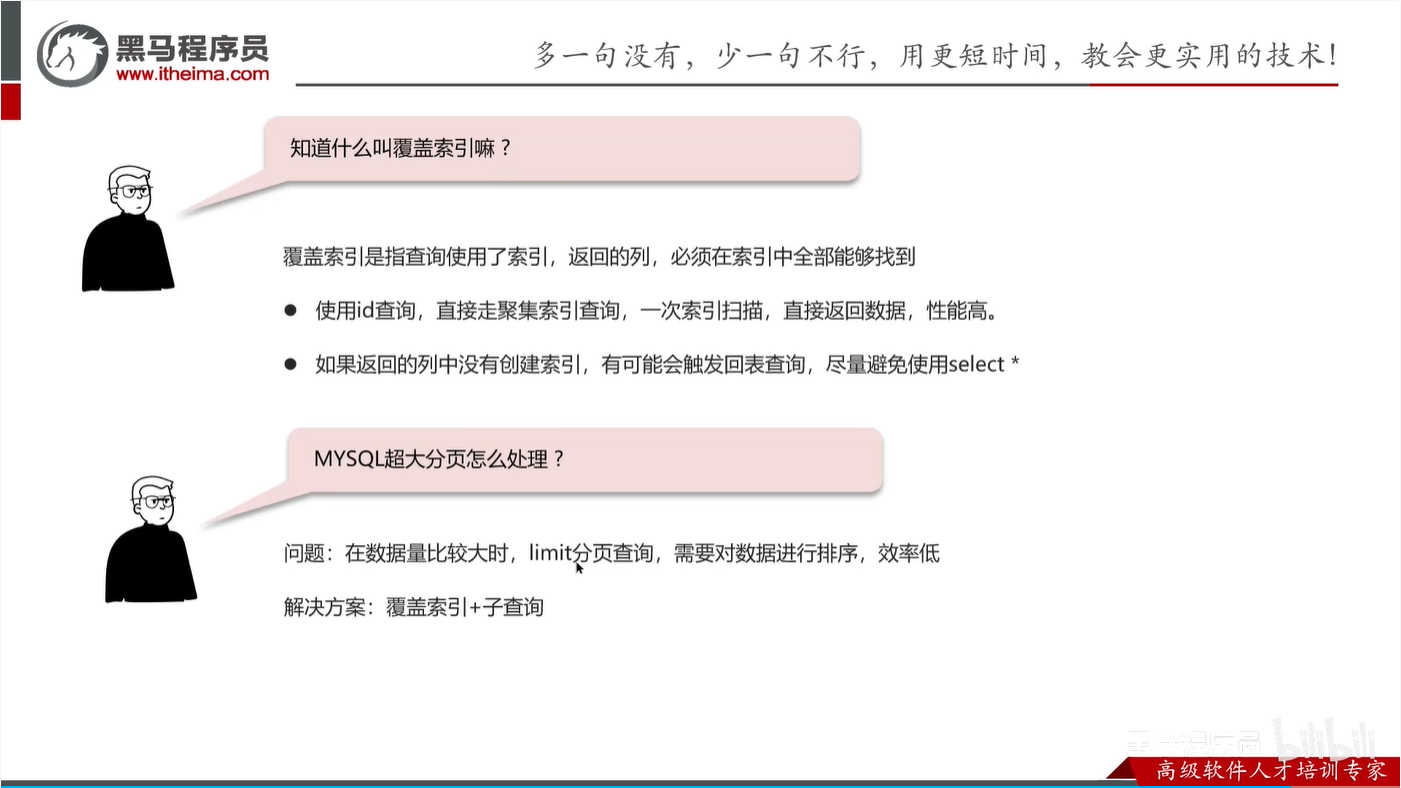 黑马程序员
www.itheima.com
多一句没有，少一句不行，用更短时间，教会更实用的技术！
知道什么叫覆盖索引嘛？
覆盖索引是指查询使用了索引，返回的列，必须在索引中全部能够找到
● 使用id查询，直接走聚集索引查询，一次索引扫描，直接返回数据，性能高。
● 如果返回的列中没有创建索引，有可能会触发回表查询，尽量避免使用select *
MYSQL超大分页怎么处理？
问题：在数据量比较大时，limit分页查询，需要对数据进行排序，效率低
解决方案：覆盖索引+子查询
黑马程序员 bilibili
高级软件人才培训专家